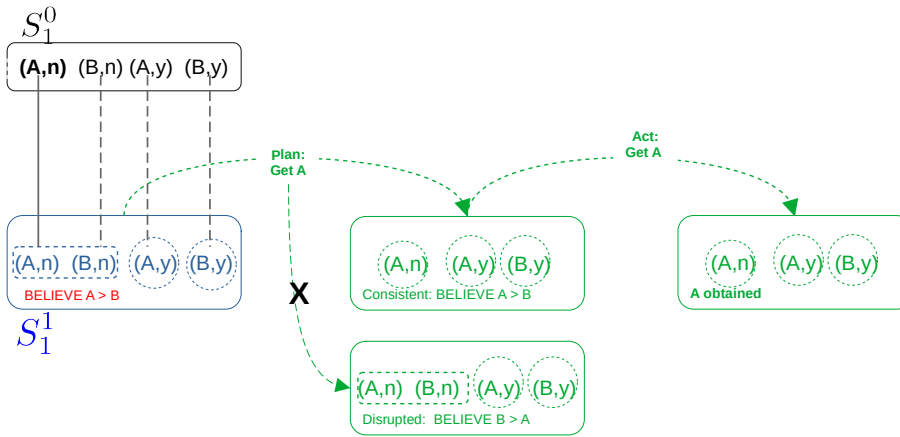 S_1^0
(A,n) (B,n) (A,y) (B,y)
Plan:
Get A
Act:
Get A
(A,n) (B,n) (A,y) (B,y)
BELIEVE A > B
S_1^1
(A,n) (A,y) (B,y)
Consistent: BELIEVE A > B
(A,n) (A,y) (B,y)
A obtained
X
(A,n) (B,n) (A,y) (B,y)
Disrupted: BELIEVE B > A